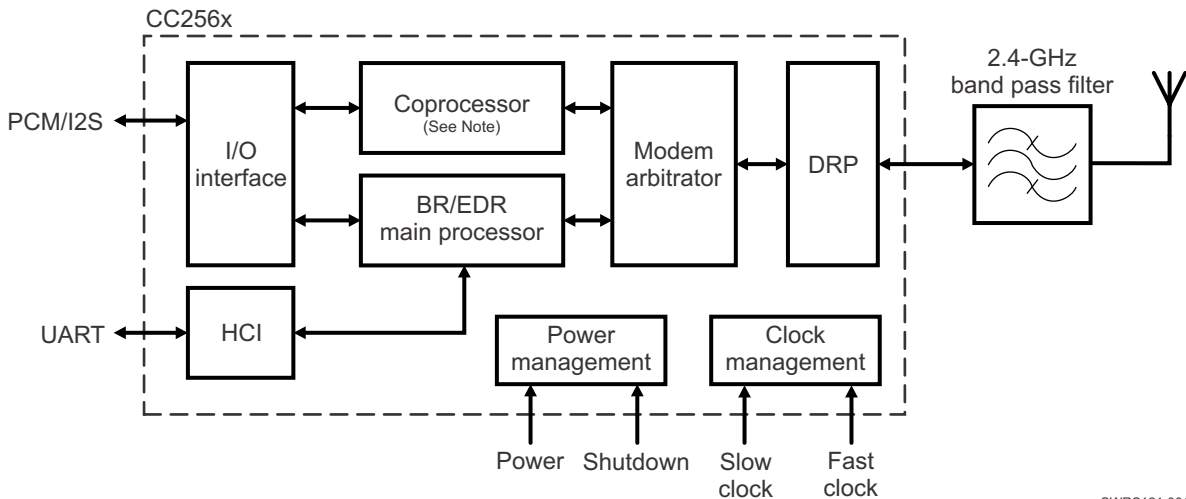 CC256x
PCM/I2S
I/O
interface
Coprocessor
(See Note)
BR/EDR
main processor
Modem
arbitrator
DRP
2.4-GHz
band pass filter
UART
HCI
Power
management
Clock
management
Power
Shutdown
Slow
clock
Fast
clock